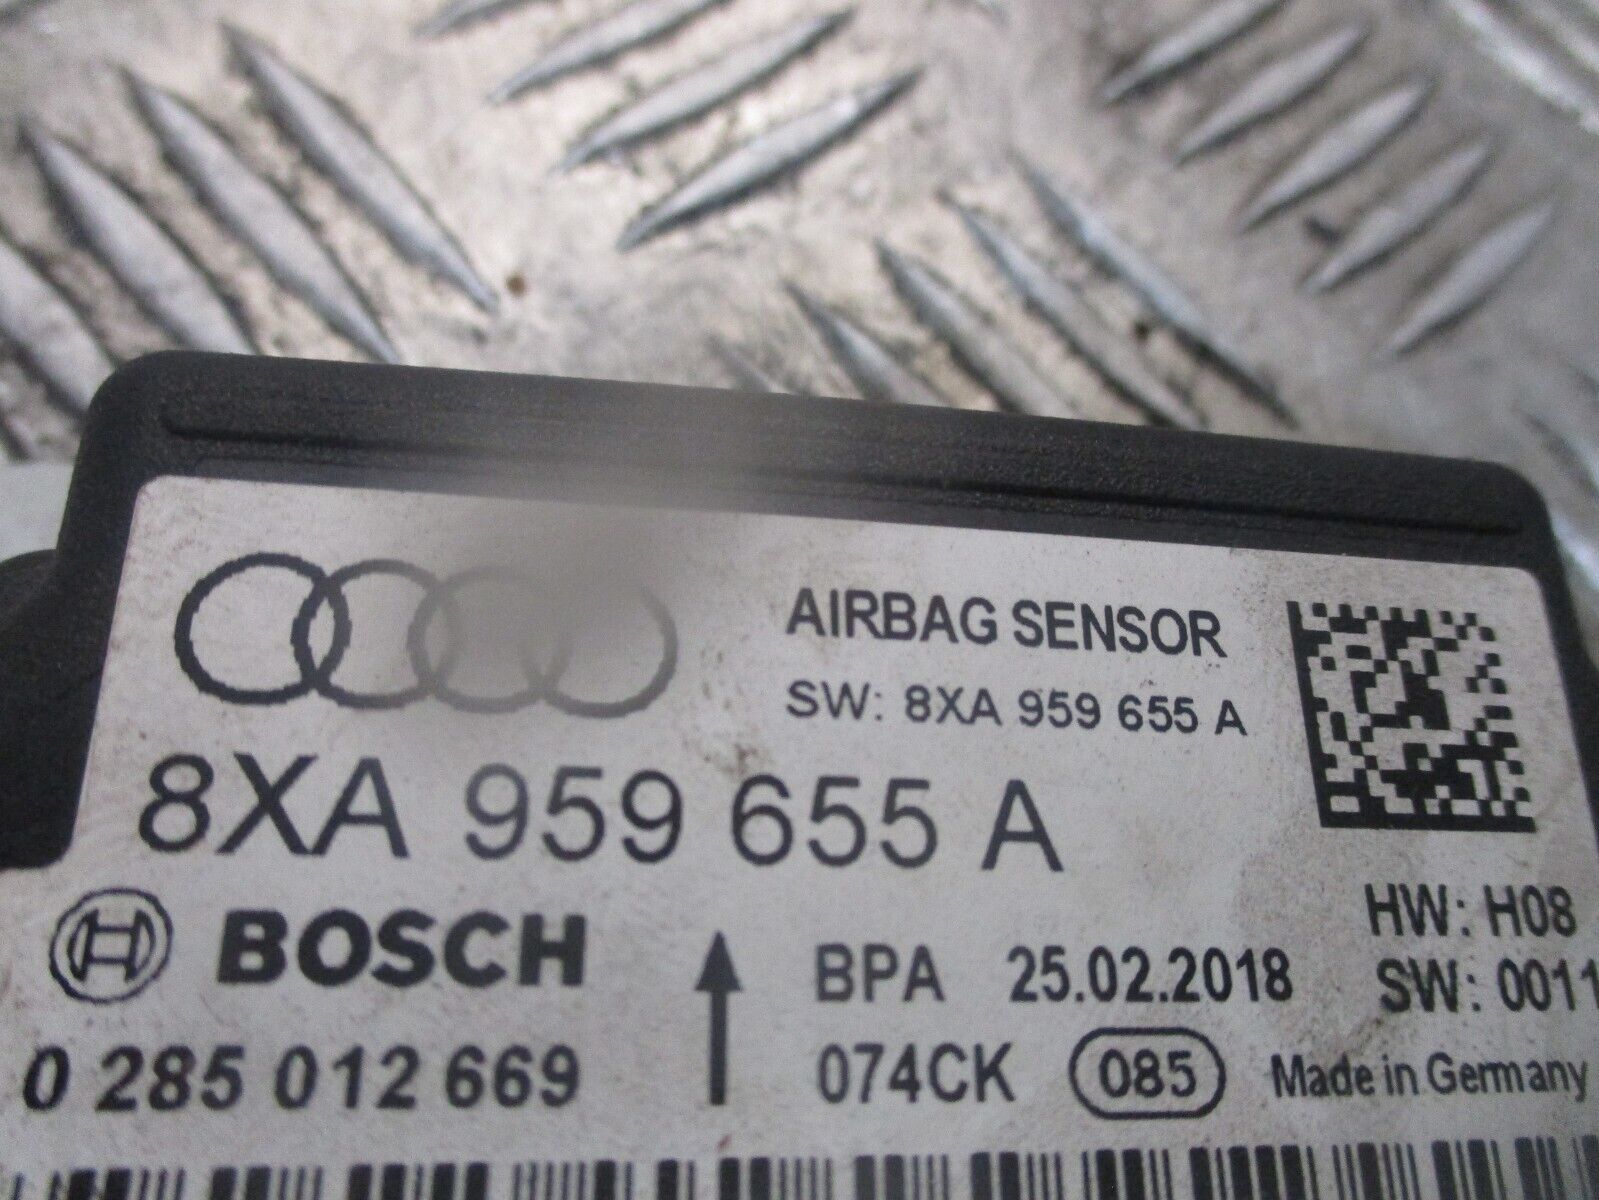 AIRBAG SENSOR
SW: 8XA 959 655 A
8XA 959 655 A
BOSCH
BPA 25.02.2018
HW: H08
SW: 0011
0 285 012 669
074CK 085 Made in Germany